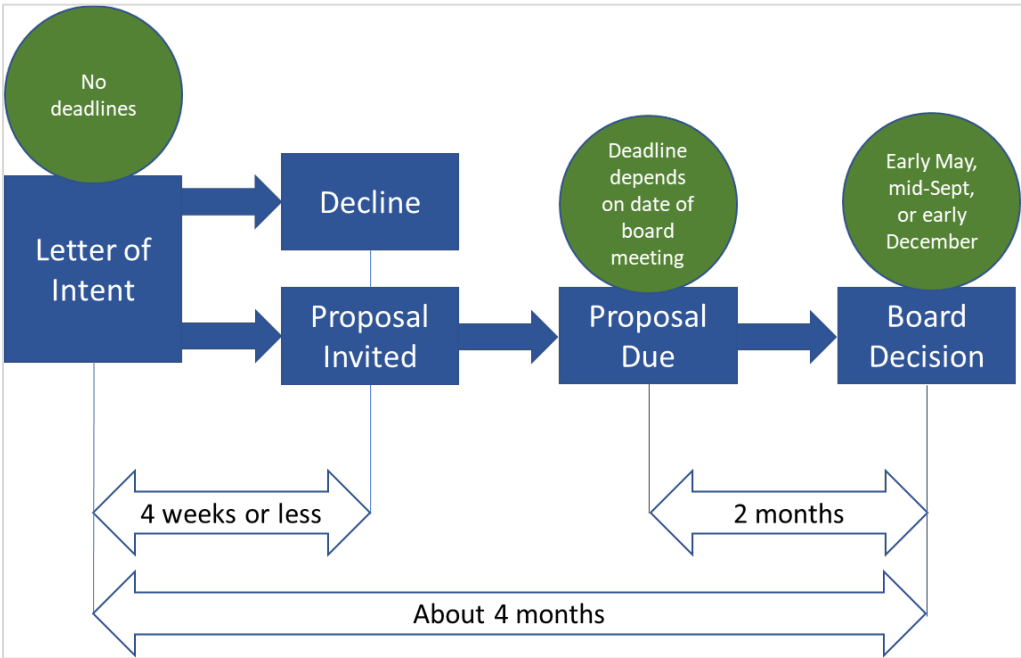 No
deadlines
Letter of
Intent
Decline
Proposal
Invited
Deadline
depends
on date of
board
meeting
Proposal
Due
Early May,
mid-Sept,
or early
December
Board
Decision
4 weeks or less
2 months
About 4 months